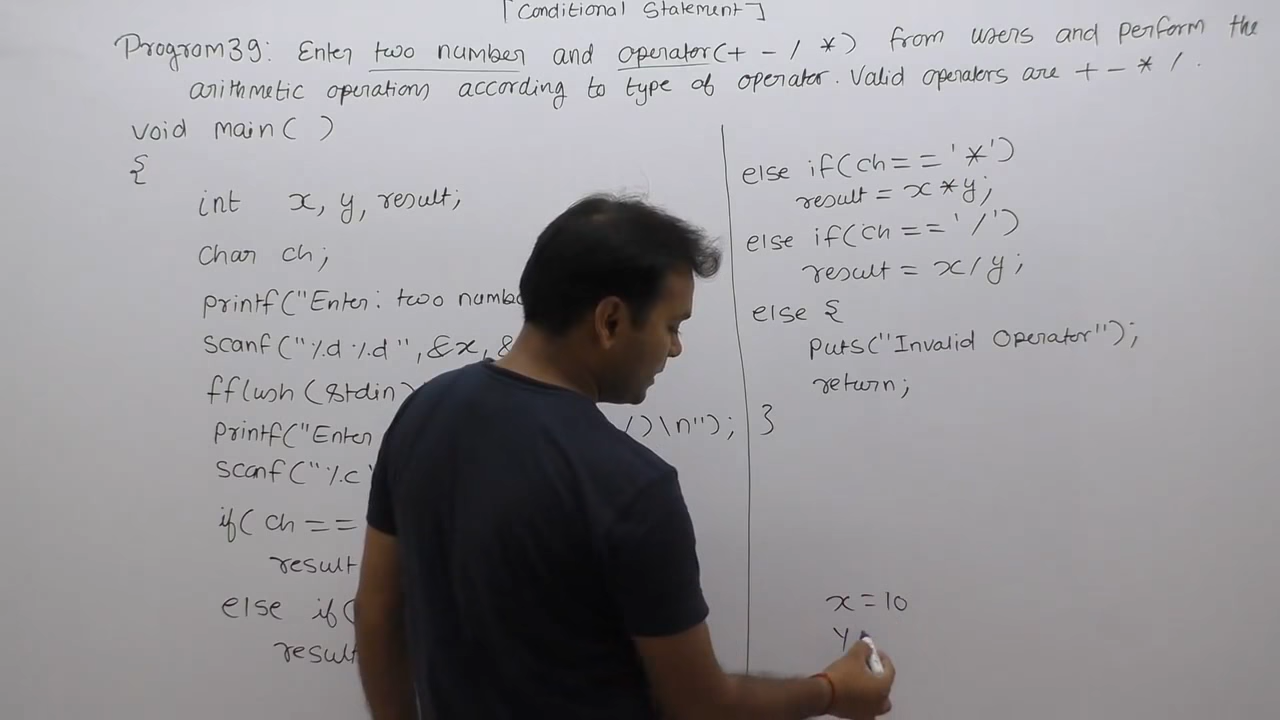 [Conditional Statement]
Program39: Enter two number and operator(+ - / *) from users and perform the
arithmetic operations according to type of operator. Valid operators are + - * / .
void main( )
{
int x, y, result;
char ch;
printf("Enter: two numbe
scanf("%d %d", &x, &
fflush(stdin)
printf("Enter /)\n");
scanf("%c"
if( ch ==
result
else if(
result
else if(ch=='*')
result = x*y;
else if(ch=='/')
result = x/y;
else {
puts("Invalid Operator");
return;
}
x=10
y